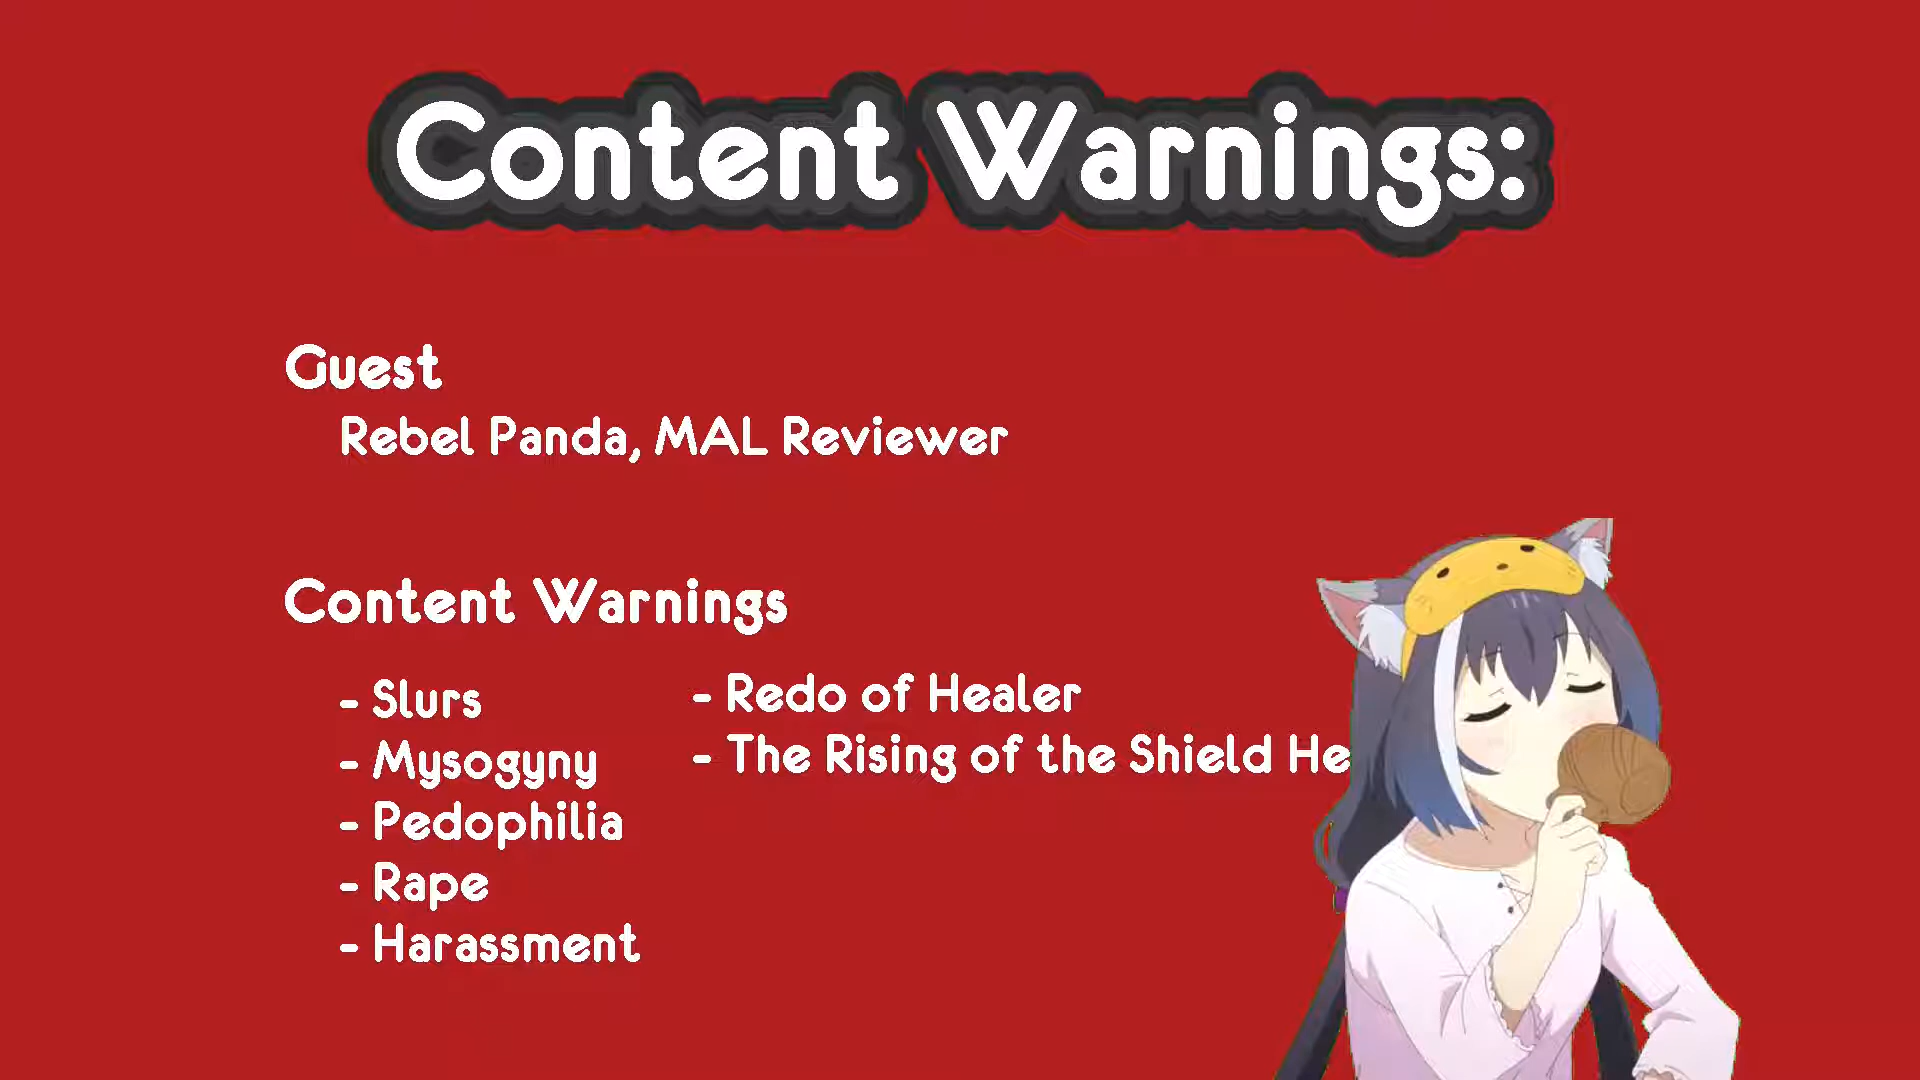 Content Warnings:
Guest
Rebel Panda, MAL Reviewer
Content Warnings
- Slurs
- Mysogyny
- Pedophilia
- Rape
- Harassment
- Redo of Healer
- The Rising of the Shield He